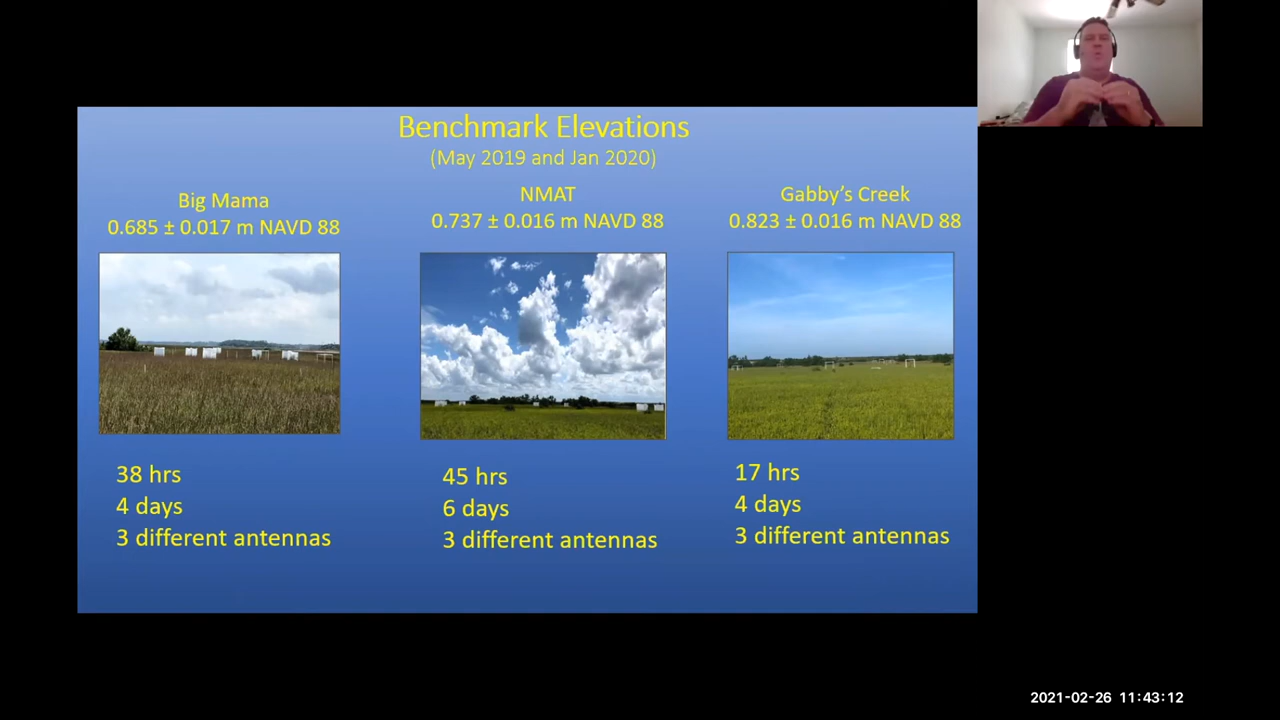 Benchmark Elevations
(May 2019 and Jan 2020)
Big Mama
0.685 ± 0.017 m NAVD 88
NMAT
0.737 ± 0.016 m NAVD 88
Gabby’s Creek
0.823 ± 0.016 m NAVD 88
38 hrs
4 days
3 different antennas
45 hrs
6 days
3 different antennas
17 hrs
4 days
3 different antennas
2021-02-26 11:43:12